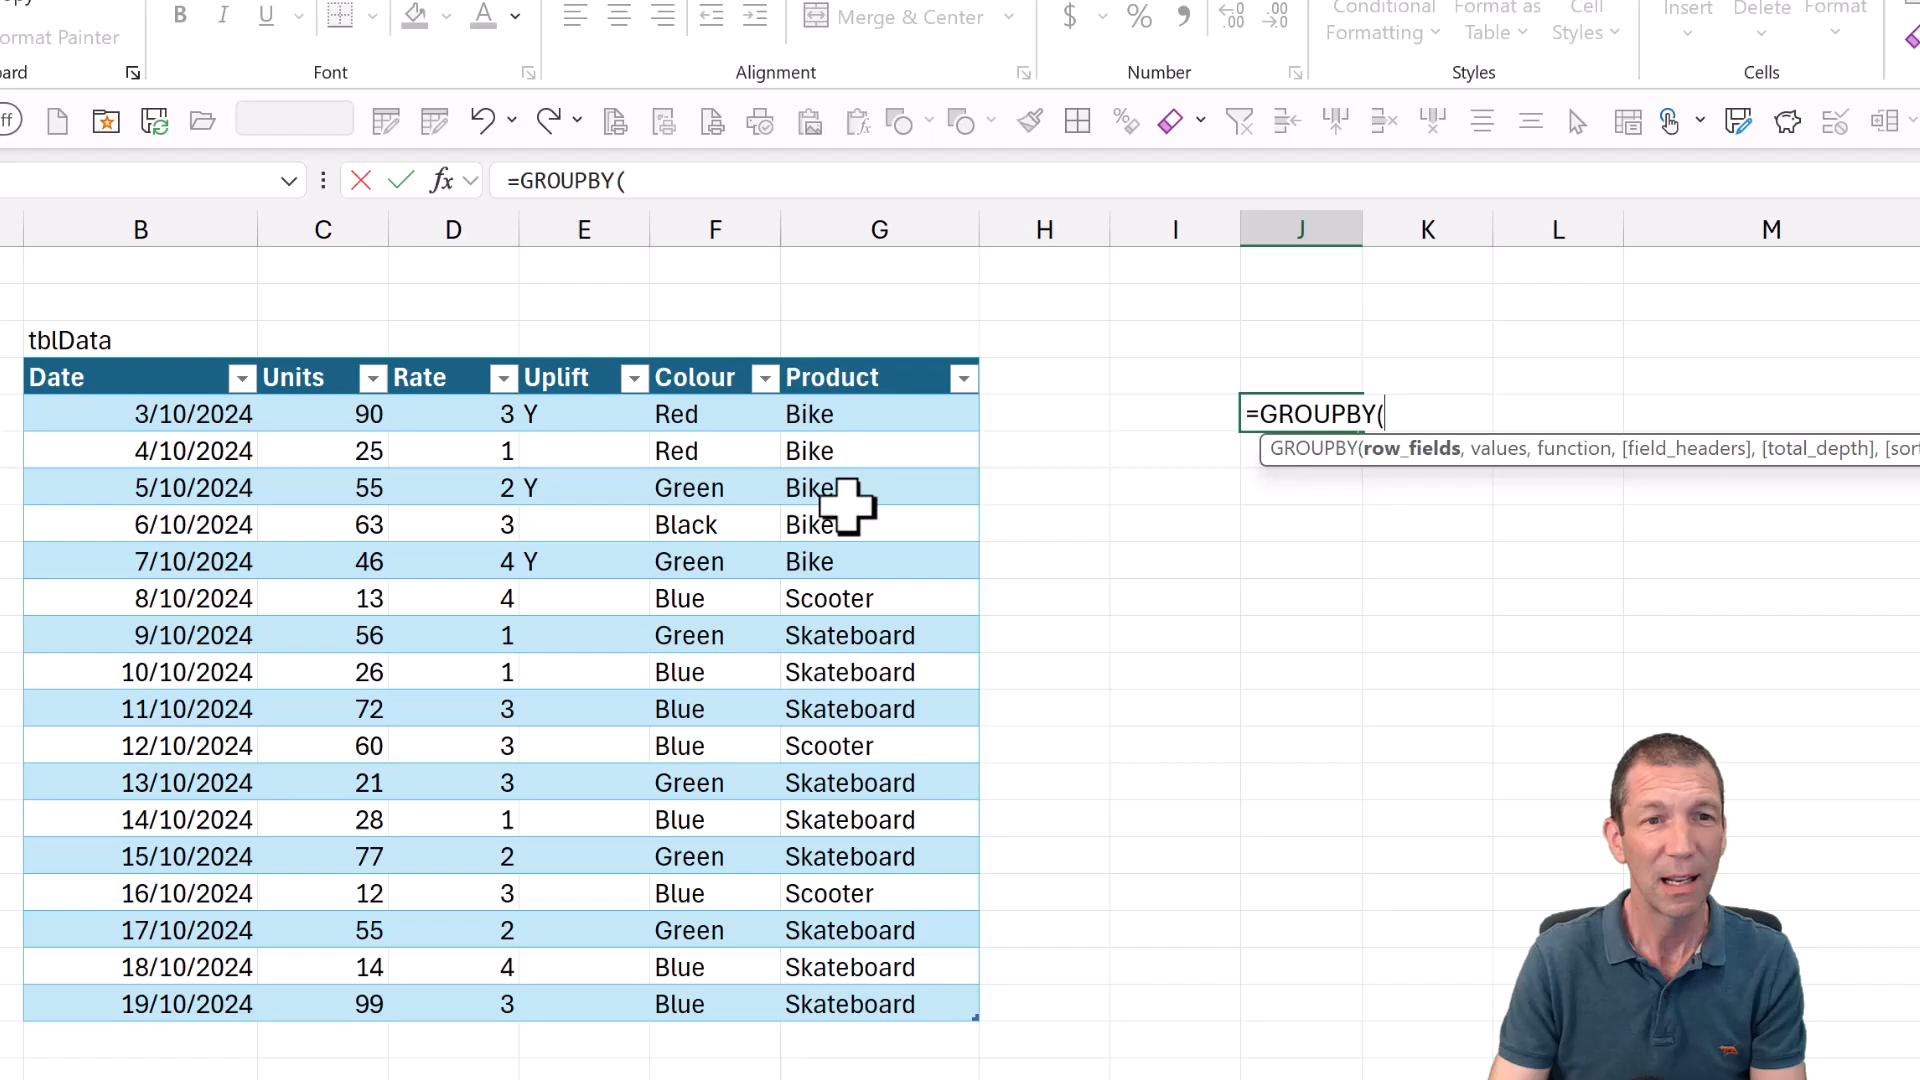 ormat Painter
Merge & Center
$ % 9 .00
Conditional Format as Cell Insert Delete Format
Formatting Table Styles
ard Font Alignment Number Styles Cells
ff
=GROUPBY(
B C D E F G H I J K L M
tblData
Date Units Rate Uplift Colour Product
3/10/2024 90 3 Y Red Bike =GROUPBY(
4/10/2024 25 1 Red Bike GROUPBY(row_fields, values, function, [field_headers], [total_depth], [sor
5/10/2024 55 2 Y Green Bike
6/10/2024 63 3 Black Bike
7/10/2024 46 4 Y Green Bike
8/10/2024 13 4 Blue Scooter
9/10/2024 56 1 Green Skateboard
10/10/2024 26 1 Blue Skateboard
11/10/2024 72 3 Blue Skateboard
12/10/2024 60 3 Blue Scooter
13/10/2024 21 3 Green Skateboard
14/10/2024 28 1 Blue Skateboard
15/10/2024 77 2 Green Skateboard
16/10/2024 12 3 Blue Scooter
17/10/2024 55 2 Green Skateboard
18/10/2024 14 4 Blue Skateboard
19/10/2024 99 3 Blue Skateboard